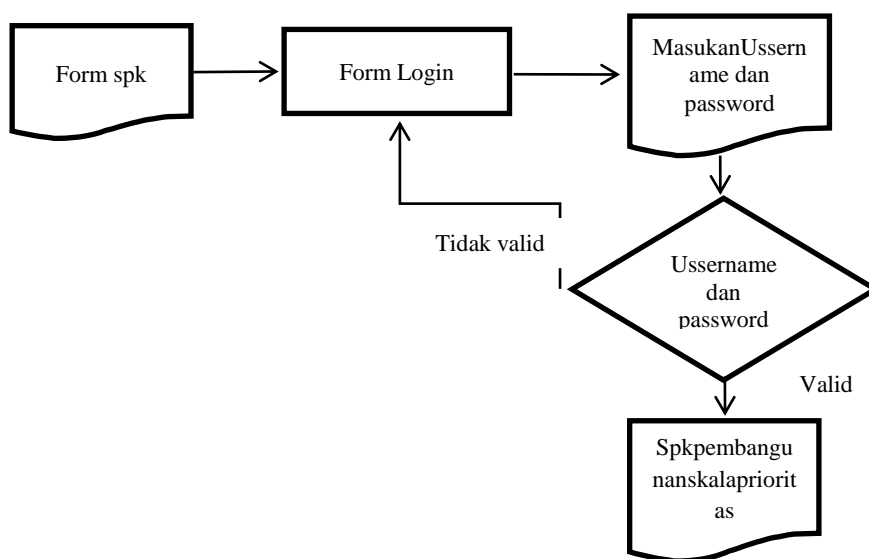 Form spk
Form Login
MasukanUssern
ame dan
password
Tidak valid
Ussername
dan
password
Valid
Spkpembangu
nanskalapriorit
as